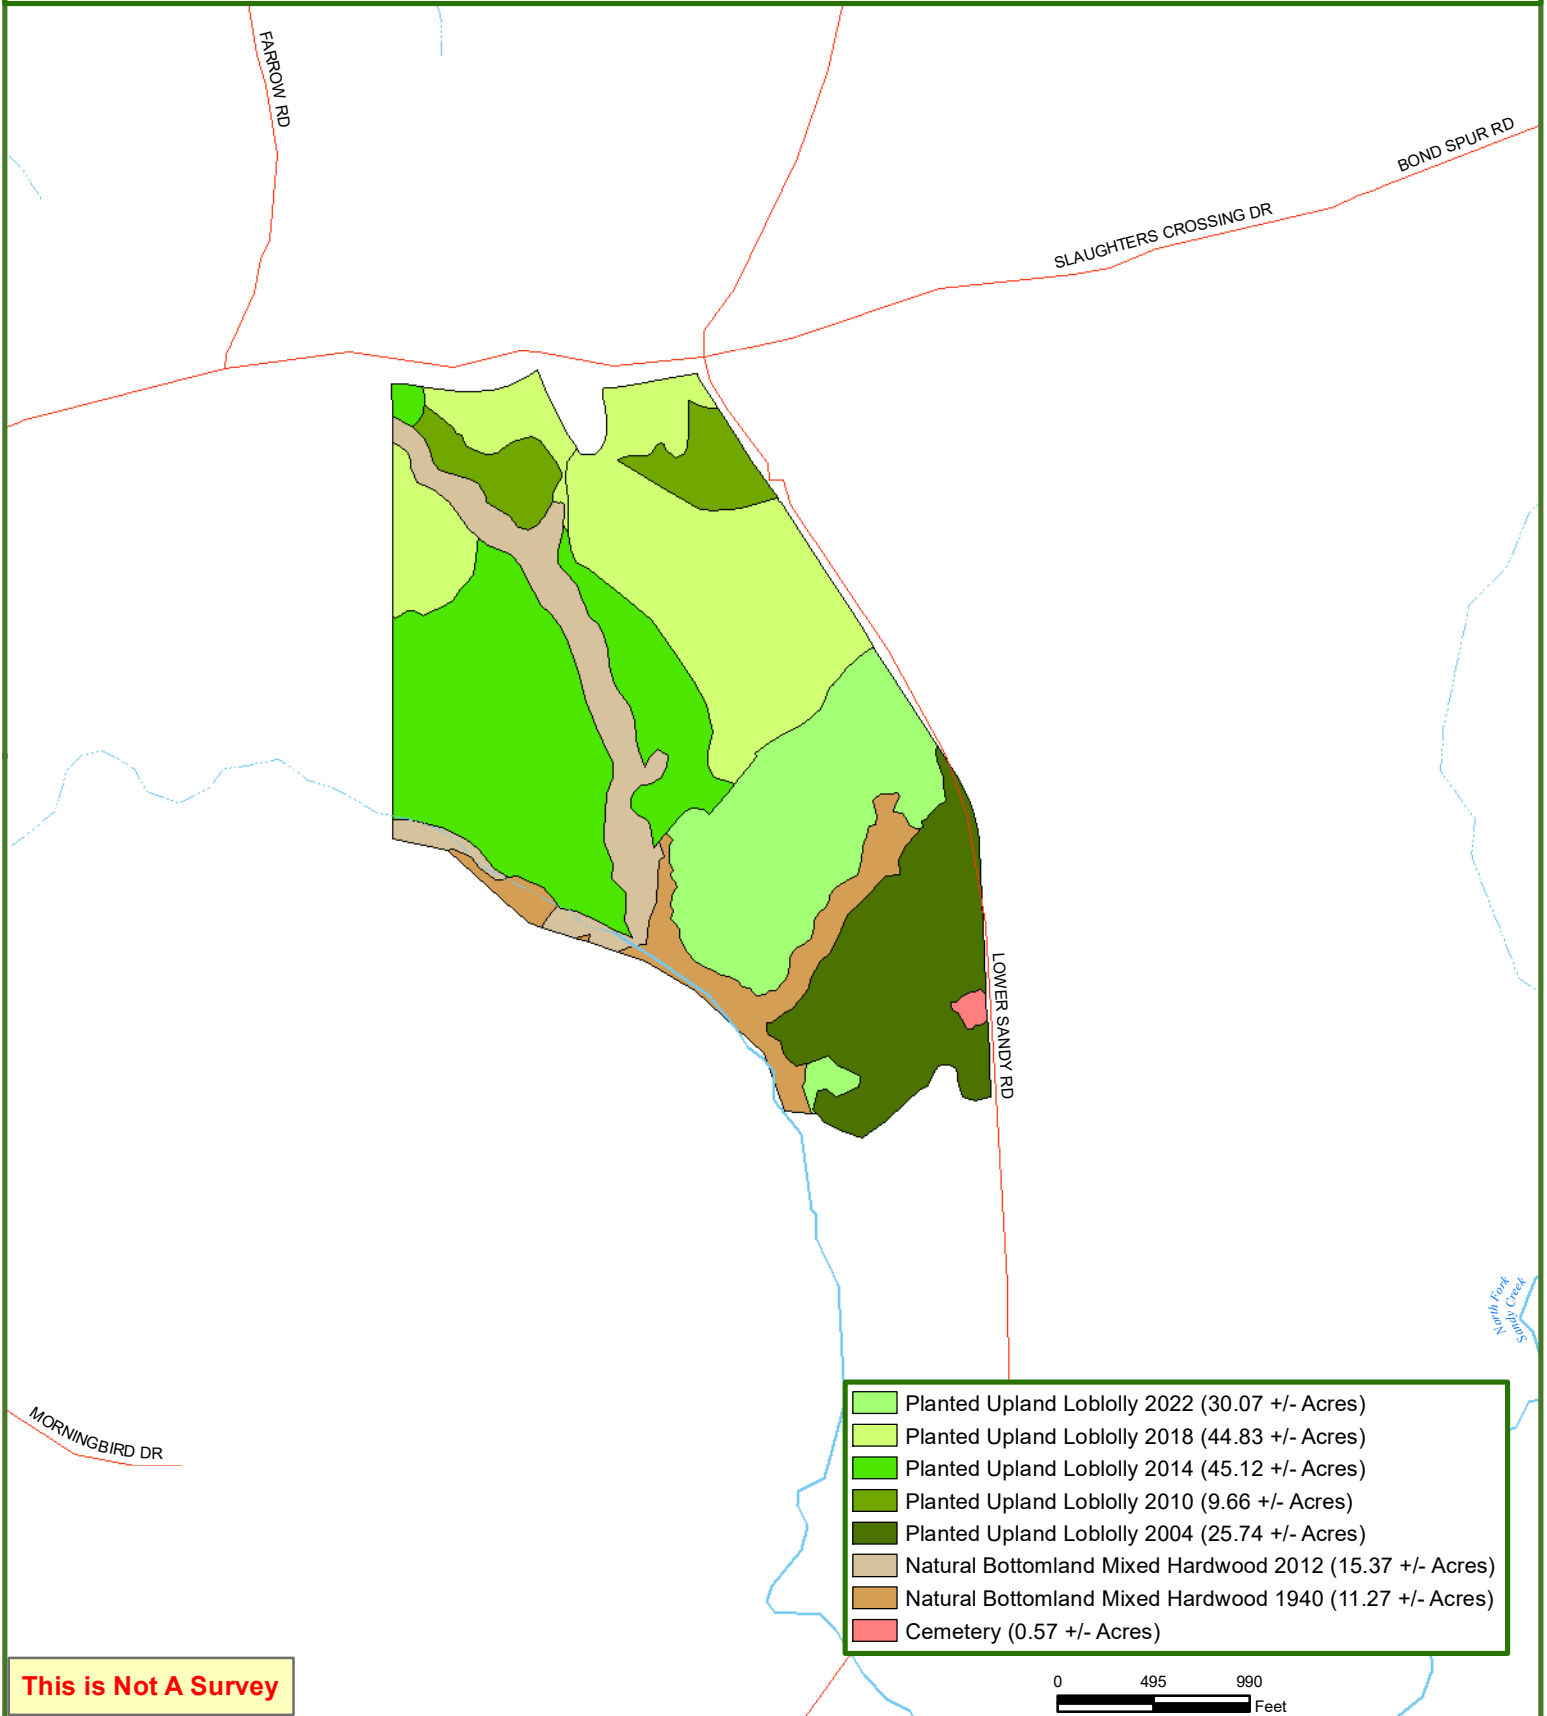 FARROW RD
BOND SPUR RD
SLAUGHTERS CROSSING DR
LOWER SANDY RD
North Fork
Sandy Creek
MORNINGBIRD DR
Planted Upland Loblolly 2022 (30.07 +/- Acres)
Planted Upland Loblolly 2018 (44.83 +/- Acres)
Planted Upland Loblolly 2014 (45.12 +/- Acres)
Planted Upland Loblolly 2010 (9.66 +/- Acres)
Planted Upland Loblolly 2004 (25.74 +/- Acres)
Natural Bottomland Mixed Hardwood 2012 (15.37 +/- Acres)
Natural Bottomland Mixed Hardwood 1940 (11.27 +/- Acres)
Cemetery (0.57 +/- Acres)
This is Not A Survey
0 495 990
Feet